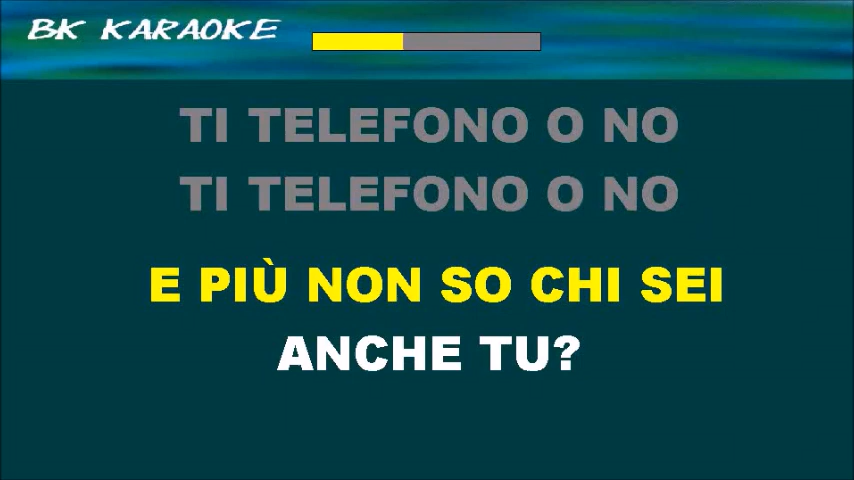 BK KARAOKE
TI TELEFONO O NO
TI TELEFONO O NO
E PIÙ NON SO CHI SEI
ANCHE TU?